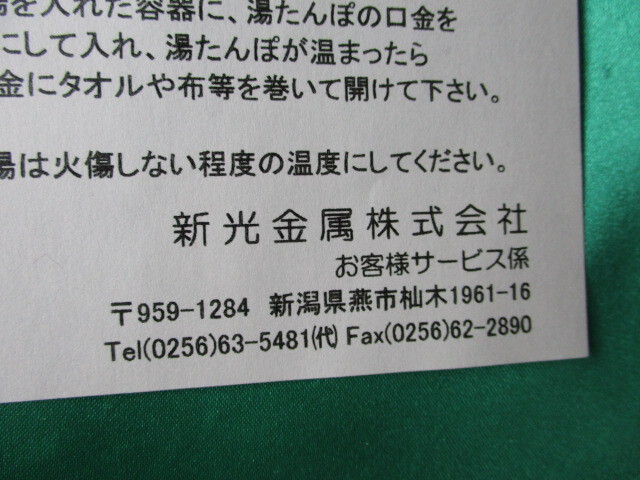 湯を入れた容器に、湯たんぽの口金を
にして入れ、湯たんぽが温まったら
金にタオルや布等を巻いて開けて下さい。
湯は火傷しない程度の温度にしてください。
新光金属株式会社
お客様サービス係
〒959-1284 新潟県燕市杣木1961-16
Tel(0256)63-5481㈹ Fax(0256)62-2890